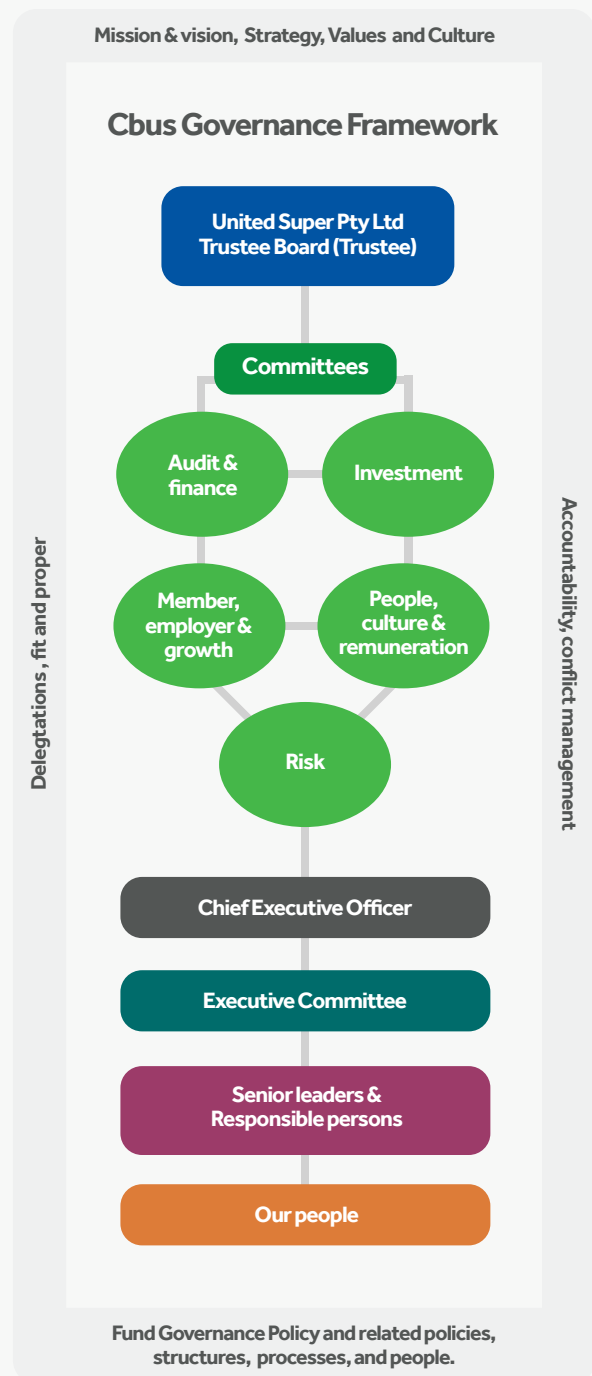 Mission & vision, Strategy, Values and Culture
Cbus Governance Framework
United Super Pty Ltd
Trustee Board (Trustee)
Committees
Audit &
finance
Investment
Member,
employer &
growth
People,
culture &
remuneration
Risk
Chief Executive Officer
Executive Committee
Senior leaders &
Responsible persons
Our people
Delegtations , fit and proper
Accountability, conflict management
Fund Governance Policy and related policies,
structures, processes, and people.